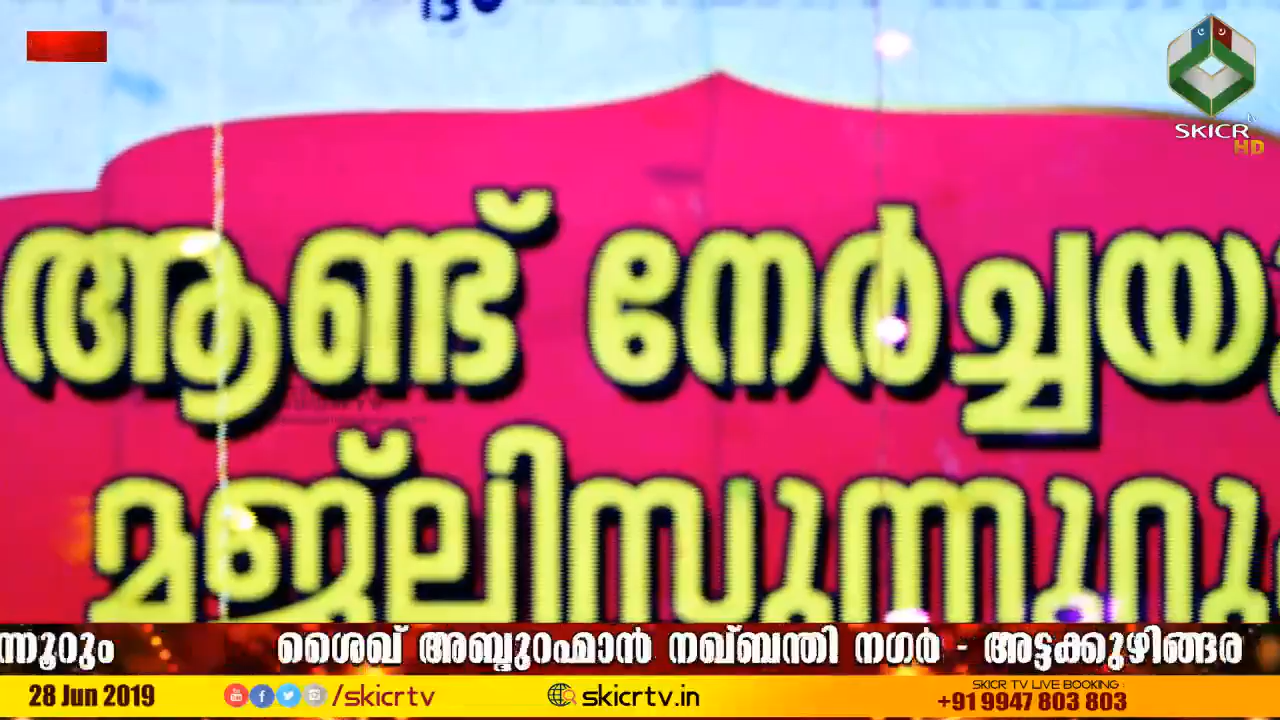 13
SKICR
HD
ആണ്ട് നേർച്ചയു
മജ്ലിസുന്നൂറു
ന്നൂറും ശൈഖ് അബ്ദുറഹ്മാൻ നഖ്ബന്തി നഗർ - അട്ടക്കുഴിങ്ങര
28 Jun 2019 /skicrtv skicrtv.in
SKICR TV LIVE BOOKING :
+91 9947 803 803